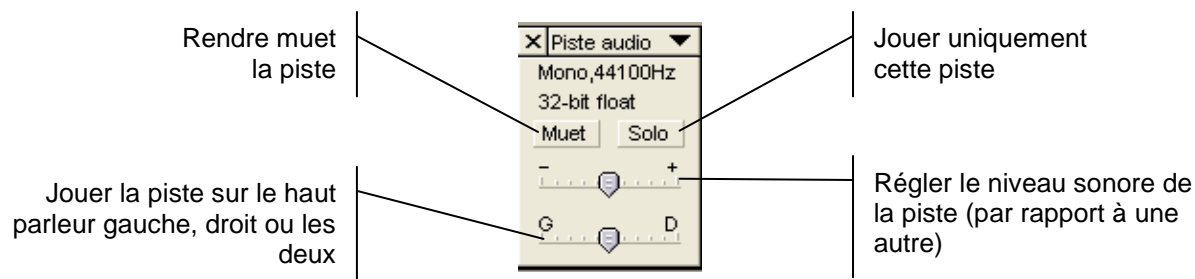 Rendre muet
la piste
Piste audio
Mono,44100Hz
32-bit float
Muet Solo
- +
G D
Jouer uniquement
cette piste
Jouer la piste sur le haut
parleur gauche, droit ou les
deux
Régler le niveau sonore de
la piste (par rapport à une
autre)